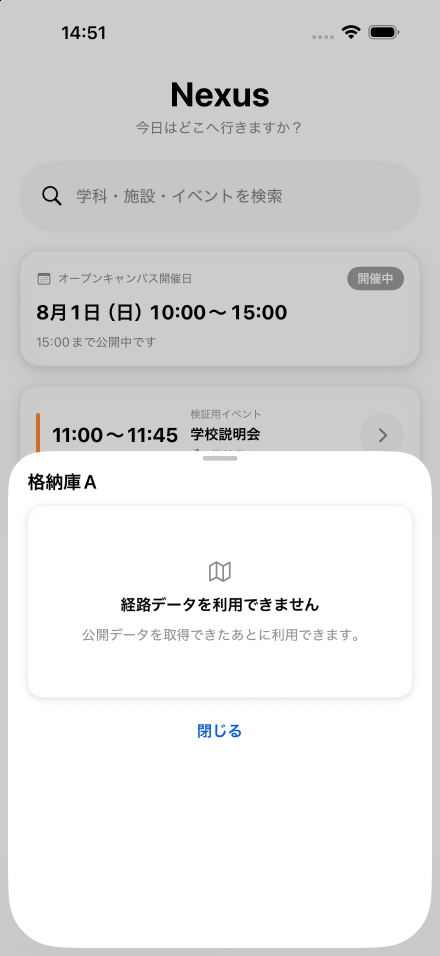 14:51
Nexus
今日はどこへ行きますか？
学科・施設・イベントを検索
オープンキャンパス開催日
開催中
8月1日（日）10:00〜15:00
15:00まで公開中です
検証用イベント
11:00〜11:45
学校説明会
格納庫A
経路データを利用できません
公開データを取得できたあとに利用できます。
閉じる